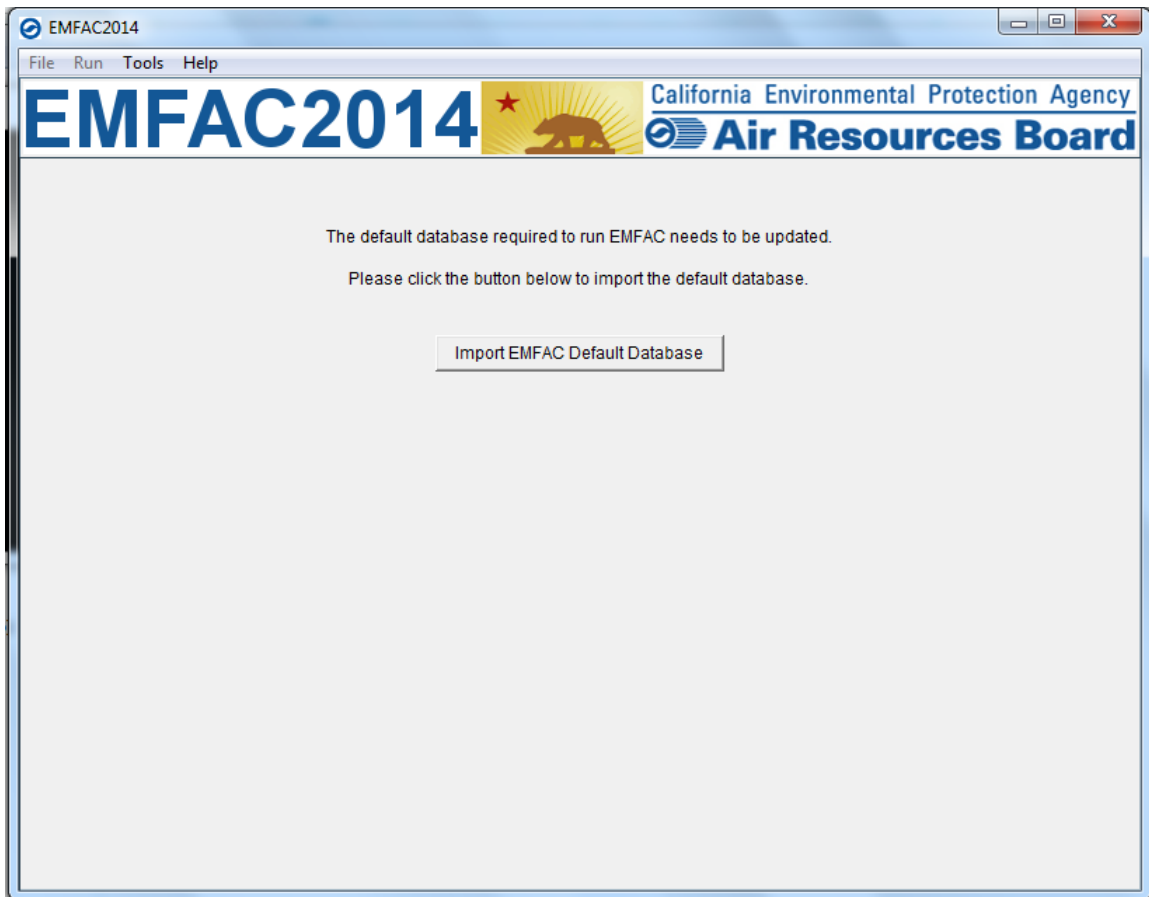 EMFAC2014
File Run Tools Help
EMFAC2014
California Environmental Protection Agency
Air Resources Board
The default database required to run EMFAC needs to be updated.
Please click the button below to import the default database.
Import EMFAC Default Database